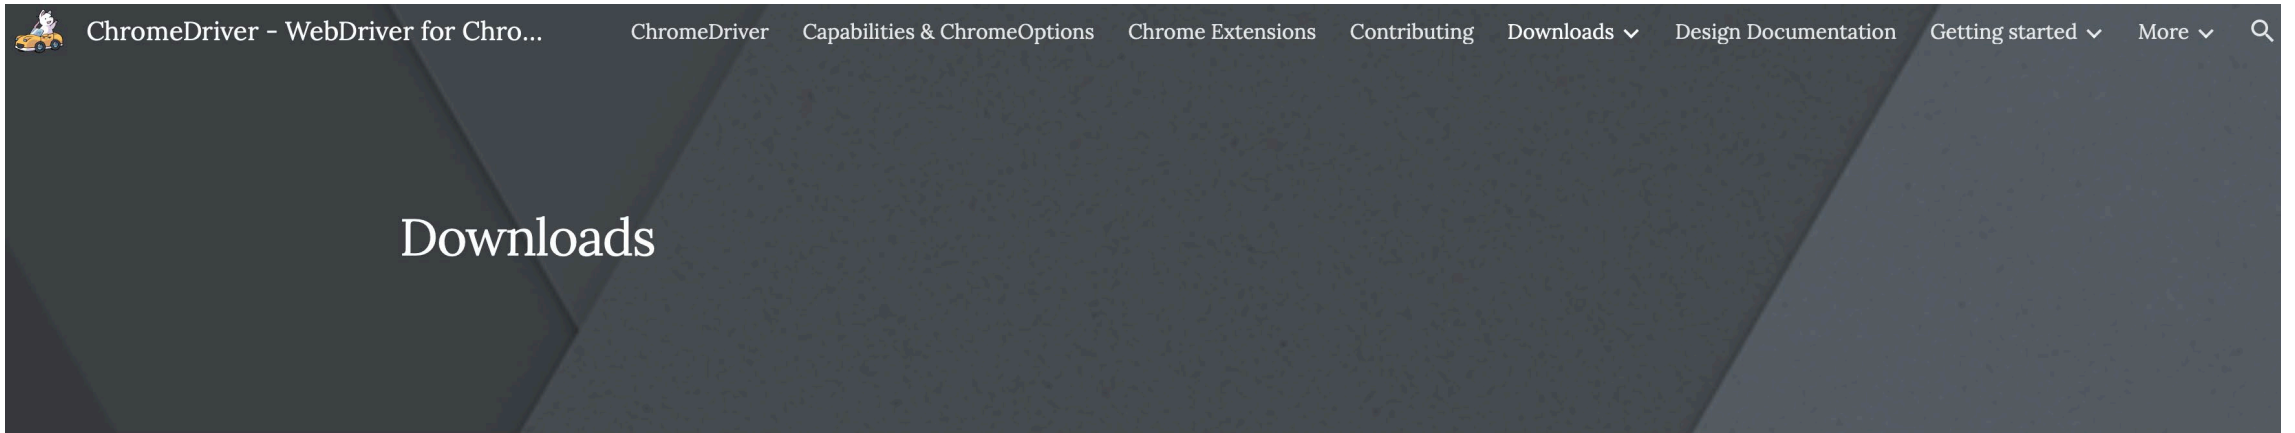 ChromeDriver - WebDriver for Chro... ChromeDriver Capabilities & ChromeOptions Chrome Extensions Contributing Downloads Design Documentation Getting started More
Downloads